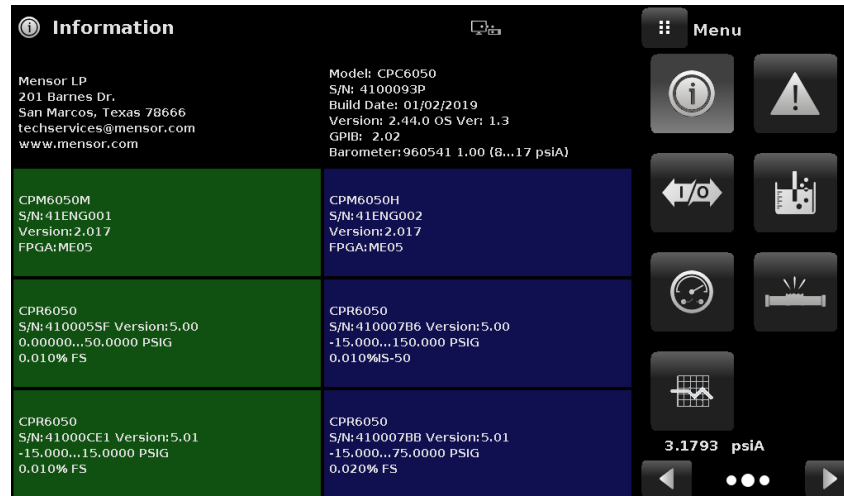 Information
Menu
Mensor LP
201 Barnes Dr.
San Marcos, Texas 78666
techservices@mensor.com
www.mensor.com
Model: CPC6050
S/N: 4100093P
Build Date: 01/02/2019
Version: 2.44.0 OS Ver: 1.3
GPIB: 2.02
Barometer:960541 1.00 (8...17 psiA)
CPM6050M
S/N:41ENG001
Version:2.017
FPGA:ME05
CPM6050H
S/N:41ENG002
Version:2.017
FPGA:ME05
CPR6050
S/N:410005SF Version:5.00
0.00000...50.0000 PSIG
0.010% FS
CPR6050
S/N:410007B6 Version:5.00
-15.000...150.000 PSIG
0.010%IS-50
CPR6050
S/N:41000CE1 Version:5.01
-15.000...15.0000 PSIG
0.010% FS
CPR6050
S/N:410007BB Version:5.01
-15.000...75.0000 PSIG
0.020% FS
I/O
3.1793 psiA